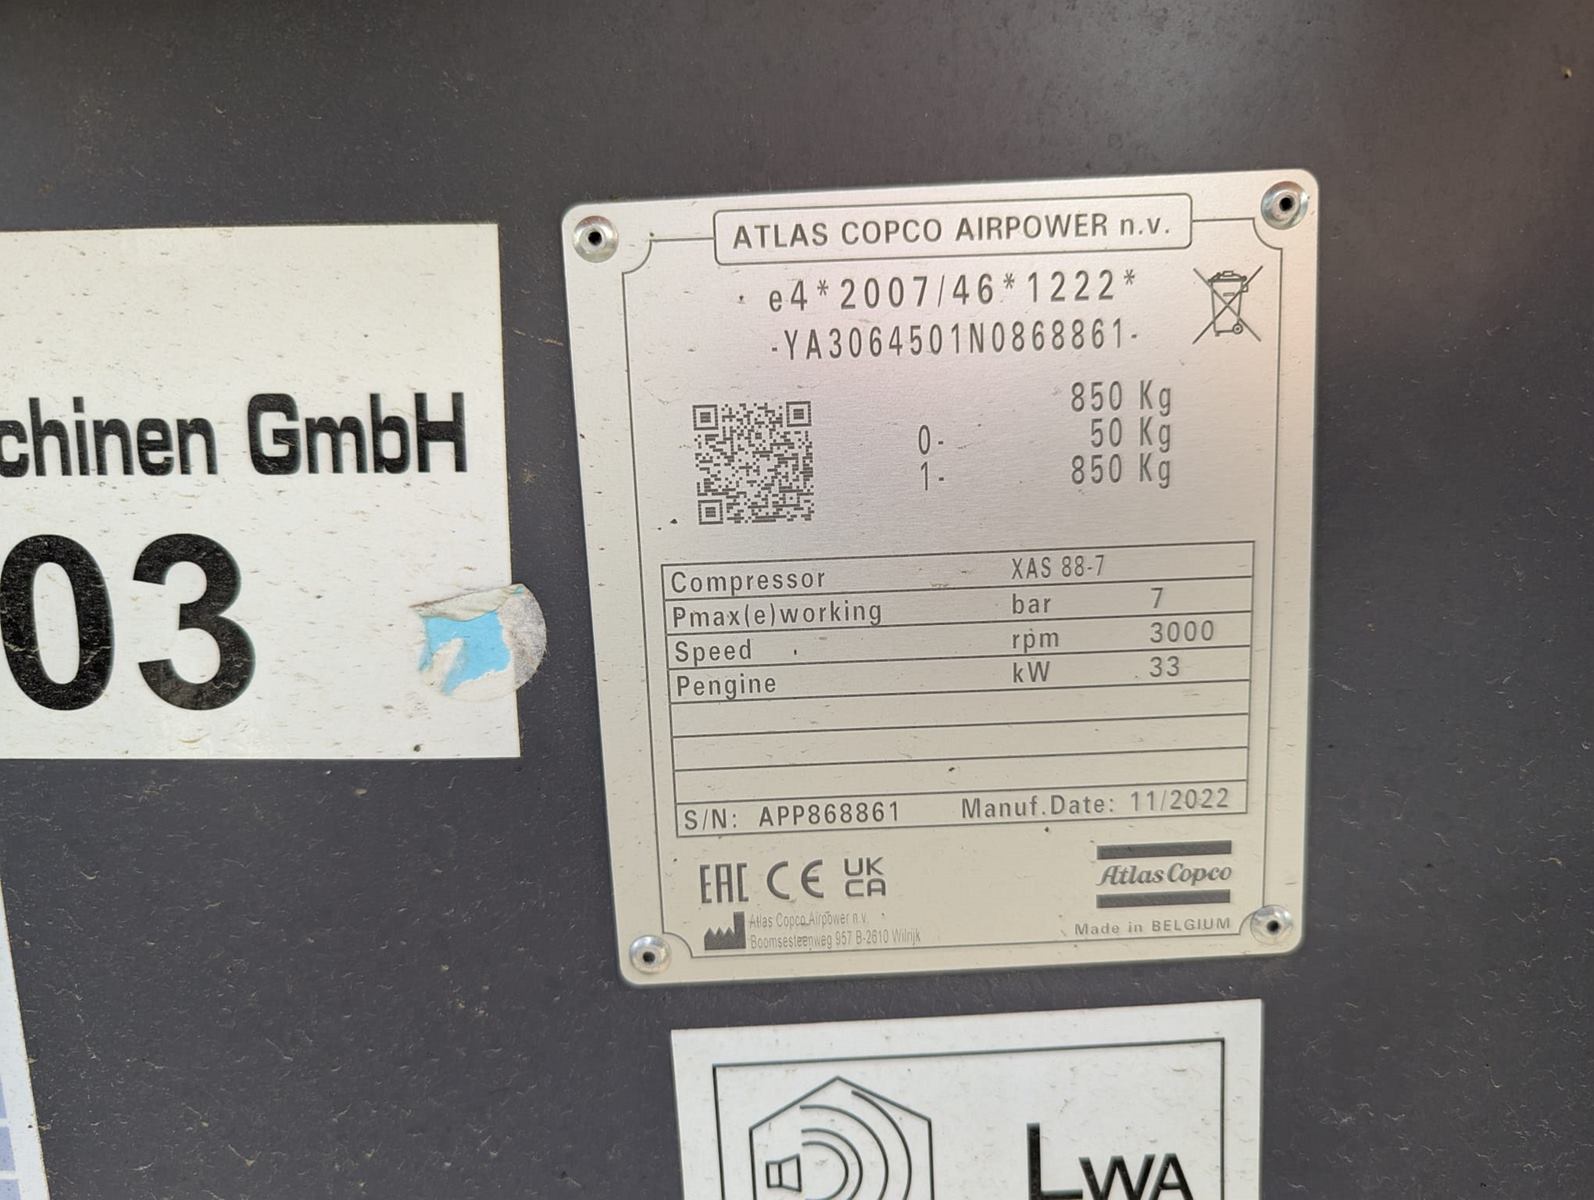 chinen GmbH
03
ATLAS COPCO AIRPOWER n.v.
e4*2007/46*1222*
-YA3064501N0868861-
850 Kg
0- 50 Kg
1- 850 Kg
Compressor XAS 88-7
Pmax(e)working bar 7
Speed rpm 3000
Pengine kW 33
S/N: APP868861 Manuf.Date: 11/2022
EAC CE UKCA
Atlas Copco
Atlas Copco Airpower n.v.
Boomsesteenweg 957 B-2610 Wilrijk
Made in BELGIUM
LWA